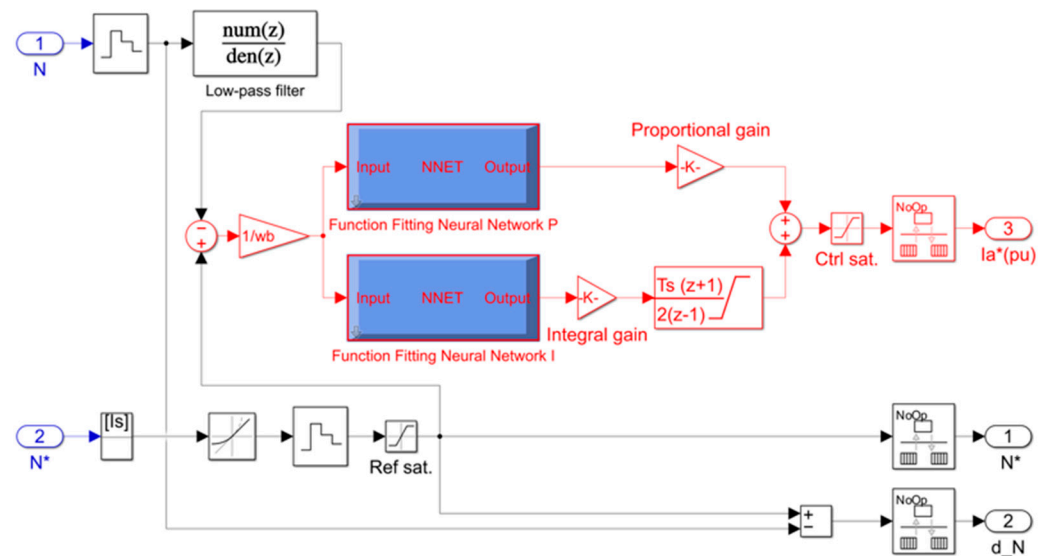 1
N
num(z)
den(z)
Low-pass filter
Input NNET Output
Function Fitting Neural Network P
Proportional gain
-K-
−
+
1/wb
+
+
Ctrl sat.
NoOp
3
Ia*(pu)
Input NNET Output
Function Fitting Neural Network I
-K-
Integral gain
Ts (z+1)
2(z-1)
2
N*
[Is]
Ref sat.
NoOp
1
N*
+
−
NoOp
2
d_N